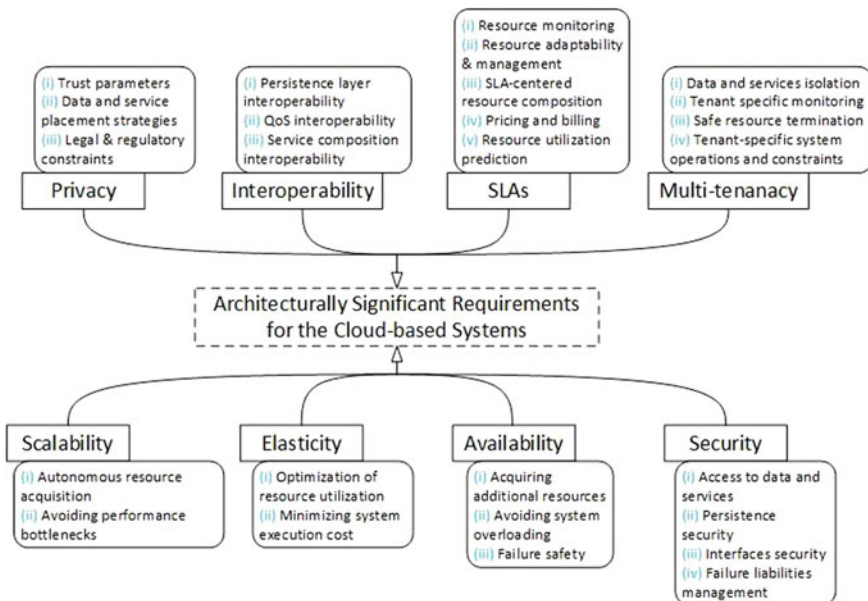 (i) Trust parameters
(ii) Data and service
placement strategies
(iii) Legal & regulatory
constraints
Privacy
(i) Persistence layer
interoperability
(ii) QoS interoperability
(iii) Service composition
interoperability
Interoperability
(i) Resource monitoring
(ii) Resource adaptability
& management
(iii) SLA-centered
resource composition
(iv) Pricing and billing
(v) Resource utilization
prediction
SLAs
(i) Data and services isolation
(ii) Tenant specific monitoring
(iii) Safe resource termination
(iv) Tenant-specific system
operations and constraints
Multi-tenanacy
Architecturally Significant Requirements
for the Cloud-based Systems
Scalability
(i) Autonomous resource
acquisition
(ii) Avoiding performance
bottlenecks
Elasticity
(i) Optimization of
resource utilization
(ii) Minimizing system
execution cost
Availability
(i) Acquiring
additional resources
(ii) Avoiding system
overloading
(iii) Failure safety
Security
(i) Access to data and
services
(ii) Persistence
security
(iii) Interfaces security
(iv) Failure liabilities
management